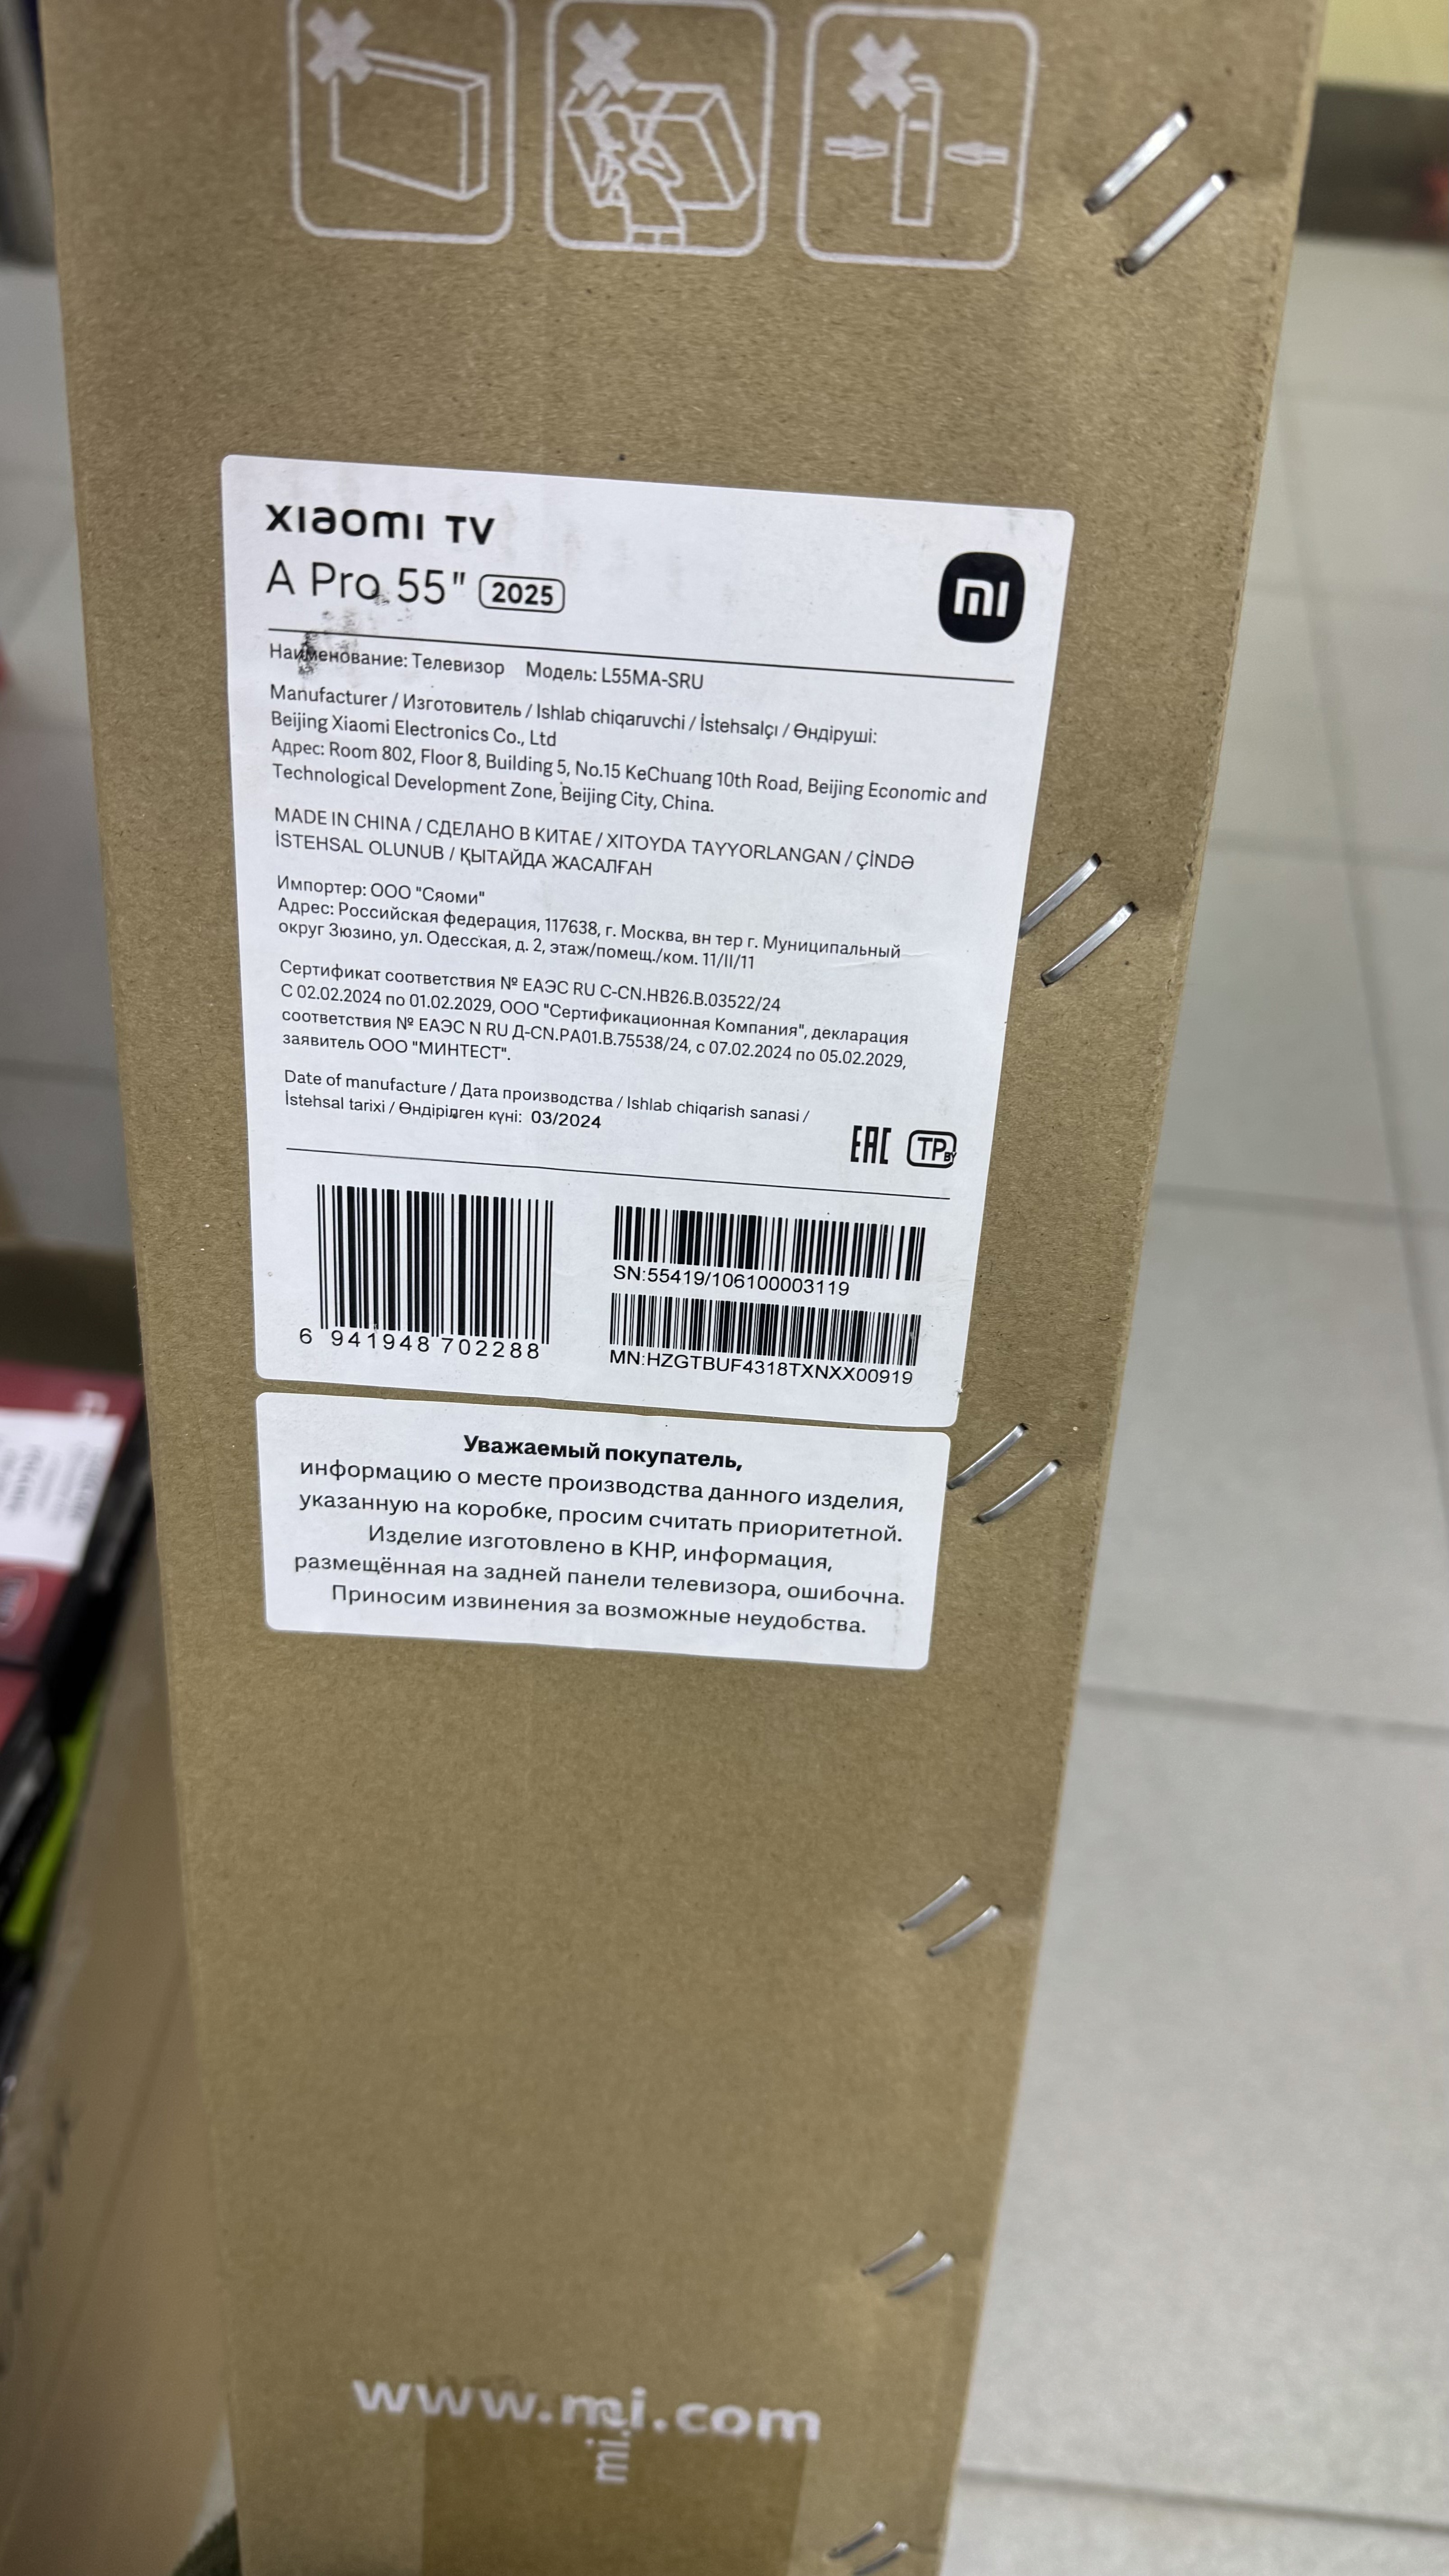 xiaomi TV
A Pro 55" 2025
mi
Наименование: Телевизор Модель: L55MA-SRU
Manufacturer / Изготовитель / Ishlab chiqaruvchi / İstehsalçı / Өндіруші:
Beijing Xiaomi Electronics Co., Ltd
Адрес: Room 802, Floor 8, Building 5, No.15 KeChuang 10th Road, Beijing Economic and
Technological Development Zone, Beijing City, China.
MADE IN CHINA / СДЕЛАНО В КИТАЕ / XITOYDA TAYYORLANGAN / ÇİNDƏ
İSTEHSAL OLUNUB / ҚЫТАЙДА ЖАСАЛҒАН
Импортер: ООО "Сяоми"
Адрес: Российская федерация, 117638, г. Москва, вн тер г. Муниципальный
округ Зюзино, ул. Одесская, д. 2, этаж/помещ./ком. 11/II/11
Сертификат соответствия № ЕАЭС RU C-CN.HB26.B.03522/24
С 02.02.2024 по 01.02.2029, ООО "Сертификационная Компания", декларация
соответствия № ЕАЭС N RU Д-CN.PA01.B.75538/24, с 07.02.2024 по 05.02.2029,
заявитель ООО "МИНТЕСТ".
Date of manufacture / Дата производства / Ishlab chiqarish sanasi /
İstehsal tarixi / Өндірілген күні: 03/2024
EAC TP BY
SN:55419/106100003119
6 941948 702288
MN:HZGTBUF4318TXNXX00919
Уважаемый покупатель,
информацию о месте производства данного изделия,
указанную на коробке, просим считать приоритетной.
Изделие изготовлено в КНР, информация,
размещённая на задней панели телевизора, ошибочна.
Приносим извинения за возможные неудобства.
www.mi.com
mi.